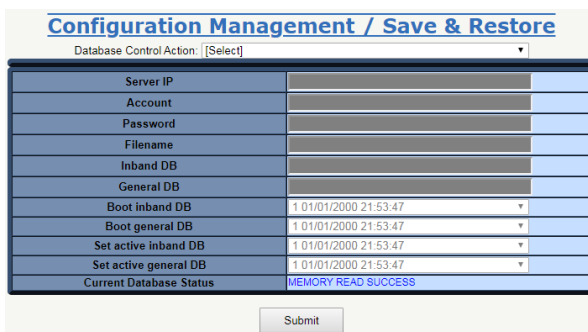 Configuration Management / Save & Restore
Database Control Action: [Select]
Server IP
Account
Password
Filename
Inband DB
General DB
Boot inband DB 1 01/01/2000 21:53:47
Boot general DB 1 01/01/2000 21:53:47
Set active inband DB 1 01/01/2000 21:53:47
Set active general DB 1 01/01/2000 21:53:47
Current Database Status MEMORY READ SUCCESS
Submit